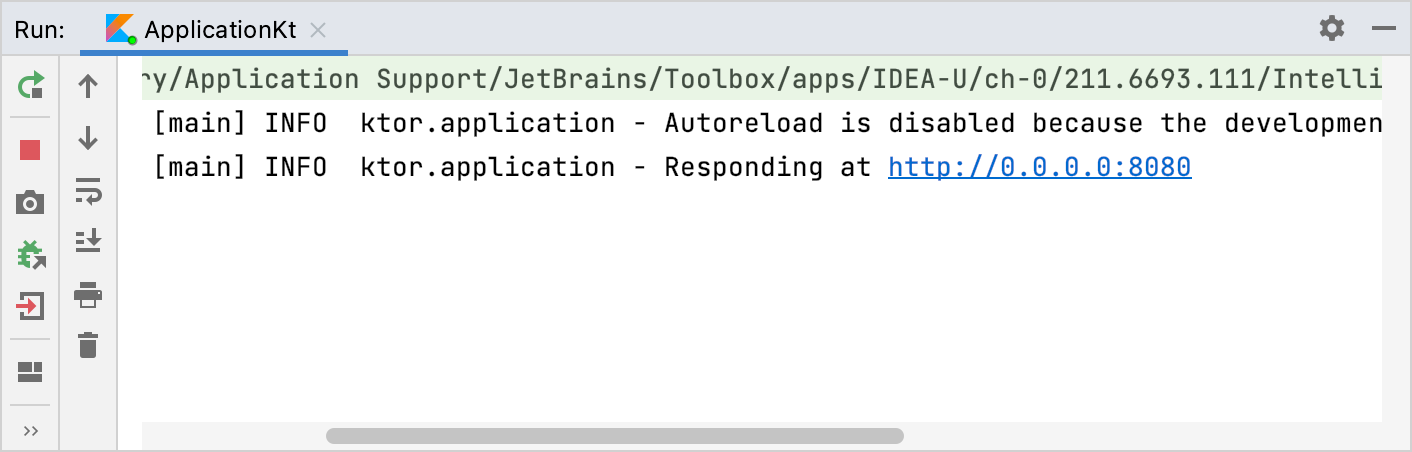 Run: ApplicationKt
ry/Application Support/JetBrains/Toolbox/apps/IDEA-U/ch-0/211.6693.111/Intelli
[main] INFO  ktor.application - Autoreload is disabled because the developmen
[main] INFO  ktor.application - Responding at http://0.0.0.0:8080